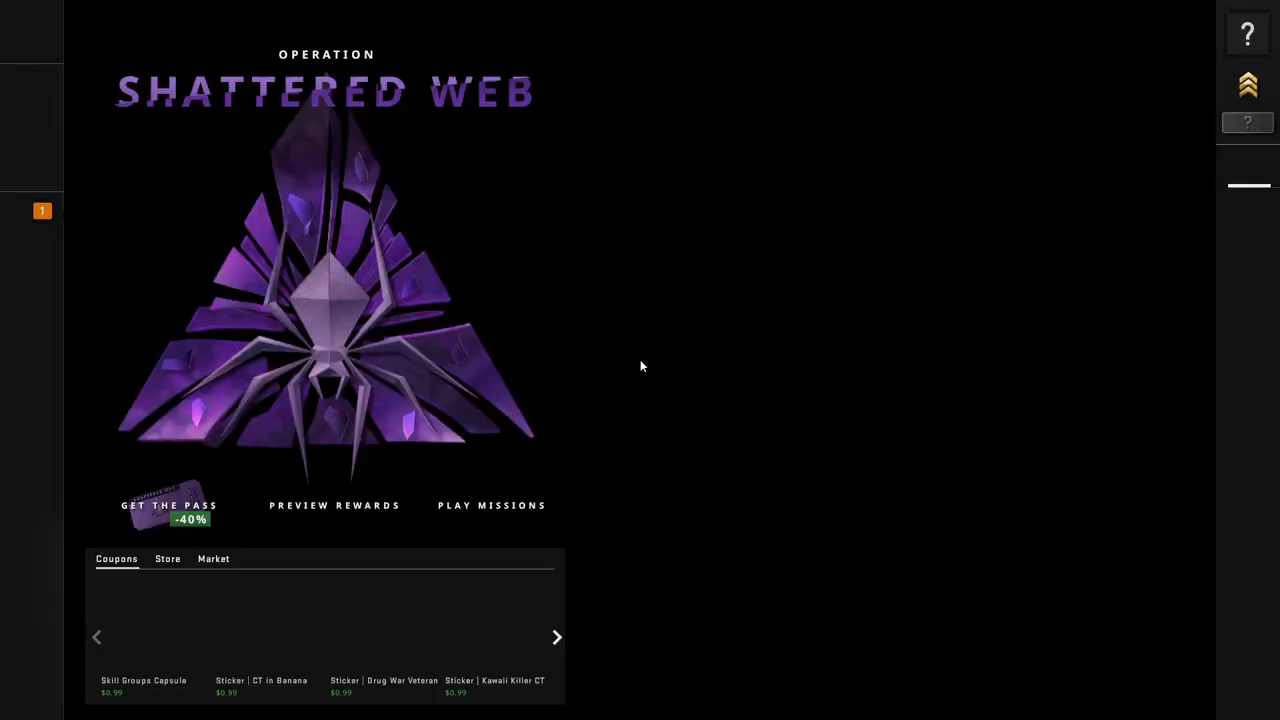 ?
?
1
OPERATION
SHATTERED WEB
GET THE PASS
-40%
PREVIEW REWARDS
PLAY MISSIONS
Coupons Store Market
Skill Groups Capsule
$0.99
Sticker | CT in Banana
$0.99
Sticker | Drug War Veteran
$0.99
Sticker | Kawaii Killer CT
$0.99